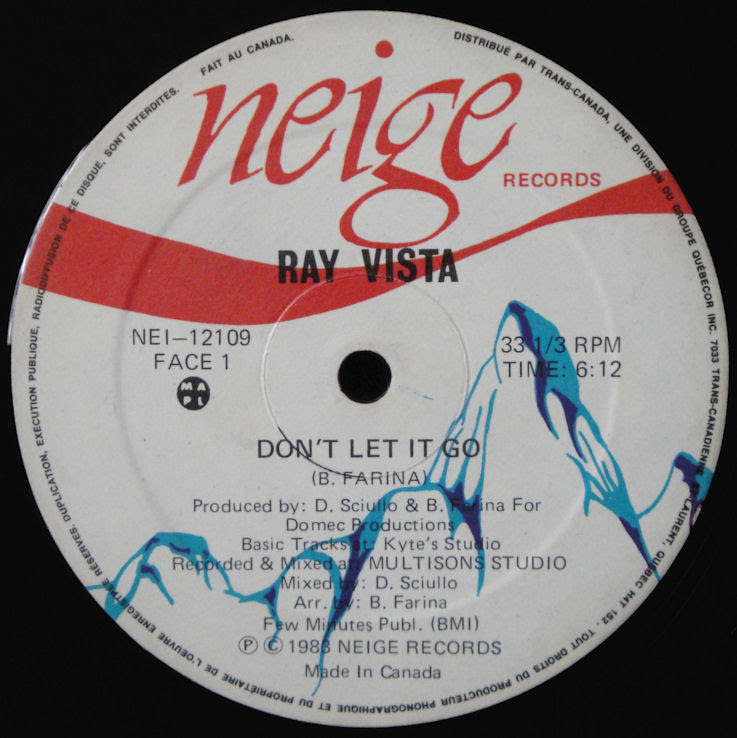 neige
RECORDS
RAY VISTA
NEI-12109
FACE 1
MAPL
33 1/3 RPM
TIME: 6:12
DON'T LET IT GO
(B. FARINA)
Produced by: D. Sciullo & B. Farina For
Domec Productions
Basic Tracks at: Kyte's Studio
Recorded & Mixed at: MULTISONS STUDIO
Mixed by: D. Sciullo
Arr. by: B. Farina
Few Minutes Publ. (BMI)
Ⓟ © 1983 NEIGE RECORDS
Made In Canada
FAIT AU CANADA.
DISTRIBUÉ PAR TRANS-CANADA, UNE DIVISION DU GROUPE QUÉBECOR INC. 7033 TRANS-CANADIENNE ST-LAURENT, QUÉBEC H4T 1S2 · TOUT DROITS DU PRODUCTEUR PHONOGRAPHIQUE ET DU PROPRIÉTAIRE DE L'OEUVRE ENREGISTRÉE RÉSERVÉS, DUPLICATION, EXÉCUTION PUBLIQUE, RADIODIFFUSION DE CE DISQUE, SONT INTERDITES.